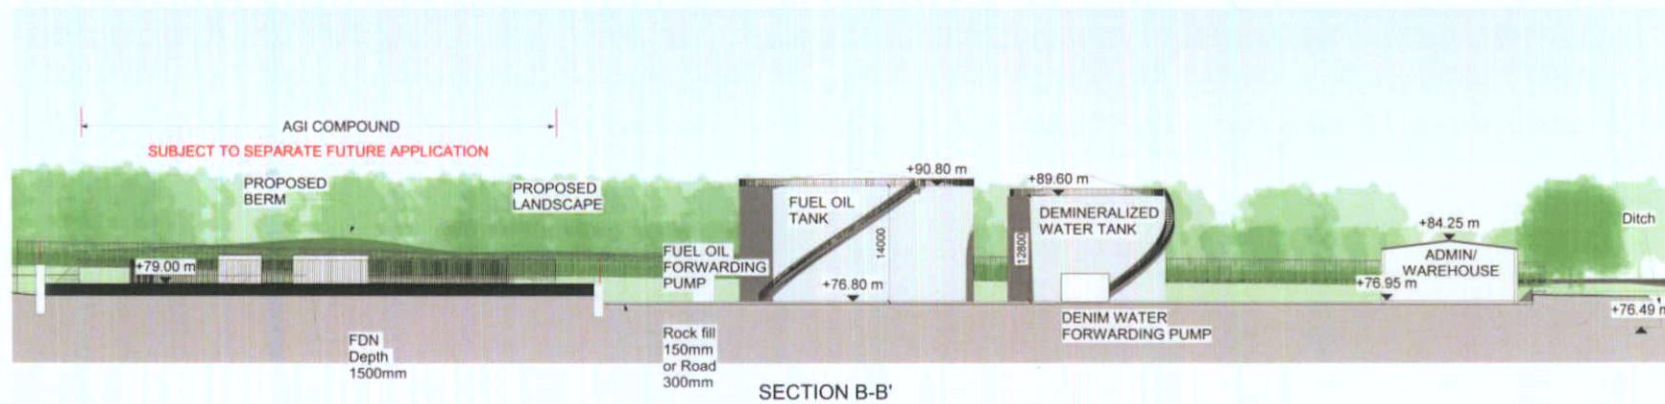 AGI COMPOUND
SUBJECT TO SEPARATE FUTURE APPLICATION
PROPOSED
BERM
PROPOSED
LANDSCAPE
+79.00 m
FUEL OIL
FORWARDING
PUMP
FUEL OIL
TANK
+90.80 m
14000
+76.80 m
+89.60 m
DEMINERALIZED
WATER TANK
12800
DENIM WATER
FORWARDING PUMP
+84.25 m
ADMIN/
WAREHOUSE
+76.95 m
Ditch
+76.49 m
FDN
Depth
1500mm
Rock fill
150mm
or Road
300mm
SECTION B-B'